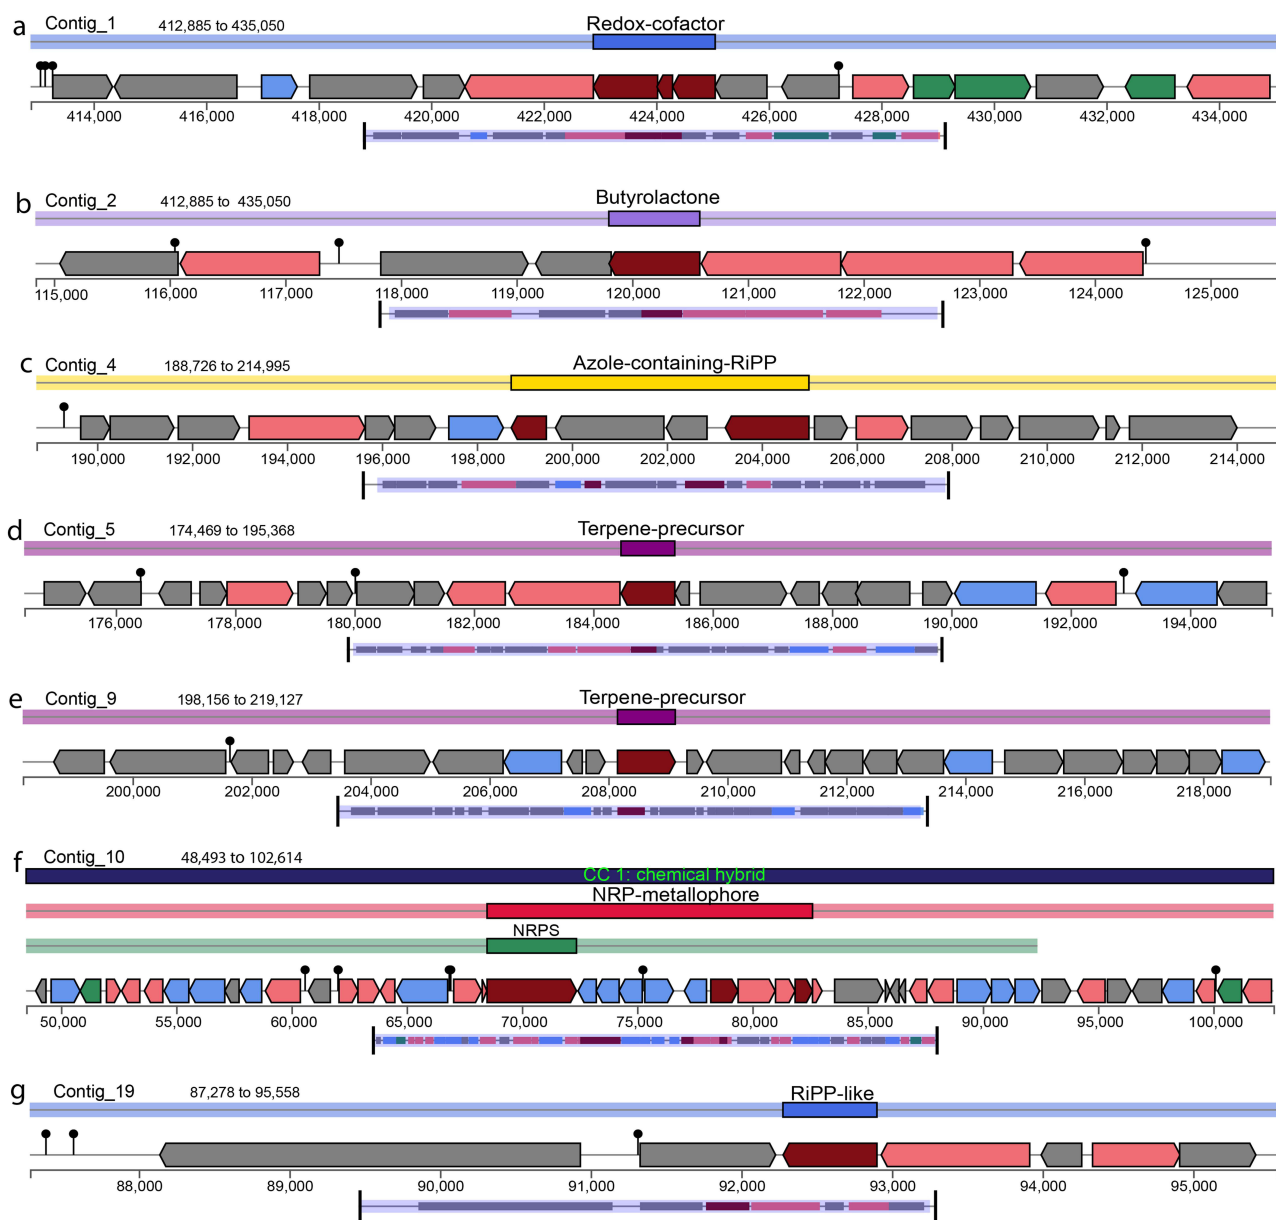 a Contig_1 412,885 to 435,050 Redox-cofactor
414,000 416,000 418,000 420,000 422,000 424,000 426,000 428,000 430,000 432,000 434,000
b Contig_2 412,885 to 435,050 Butyrolactone
115,000 116,000 117,000 118,000 119,000 120,000 121,000 122,000 123,000 124,000 125,000
c Contig_4 188,726 to 214,995 Azole-containing-RiPP
190,000 192,000 194,000 196,000 198,000 200,000 202,000 204,000 206,000 208,000 210,000 212,000 214,000
d Contig_5 174,469 to 195,368 Terpene-precursor
176,000 178,000 180,000 182,000 184,000 186,000 188,000 190,000 192,000 194,000
e Contig_9 198,156 to 219,127 Terpene-precursor
200,000 202,000 204,000 206,000 208,000 210,000 212,000 214,000 216,000 218,000
f Contig_10 48,493 to 102,614
CC 1: chemical hybrid
NRP-metallophore
NRPS
50,000 55,000 60,000 65,000 70,000 75,000 80,000 85,000 90,000 95,000 100,000
g Contig_19 87,278 to 95,558 RiPP-like
88,000 89,000 90,000 91,000 92,000 93,000 94,000 95,000